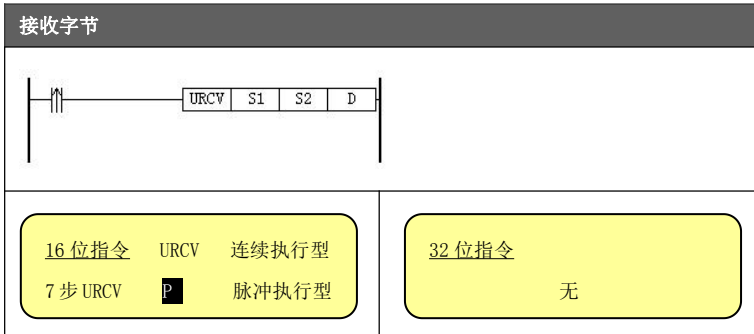 接收字节
URCV S1 S2 D
16 位指令 URCV 连续执行型
7 步 URCV P 脉冲执行型
32 位指令
无